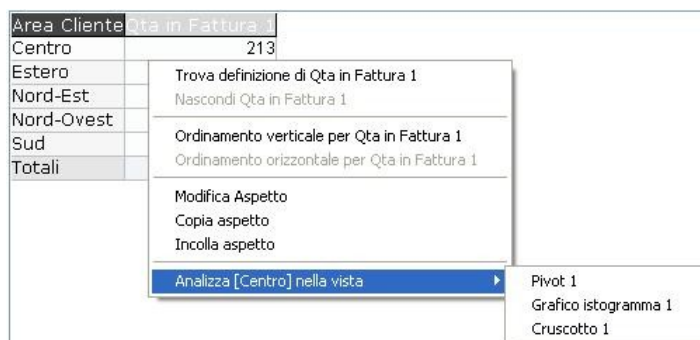 Area Cliente Qta in Fattura 1
Centro 213
Estero
Nord-Est
Nord-Ovest
Sud
Totali
Trova definizione di Qta in Fattura 1
Nascondi Qta in Fattura 1
Ordinamento verticale per Qta in Fattura 1
Ordinamento orizzontale per Qta in Fattura 1
Modifica Aspetto
Copia aspetto
Incolla aspetto
Analizza [Centro] nella vista
Pivot 1
Grafico istogramma 1
Cruscotto 1